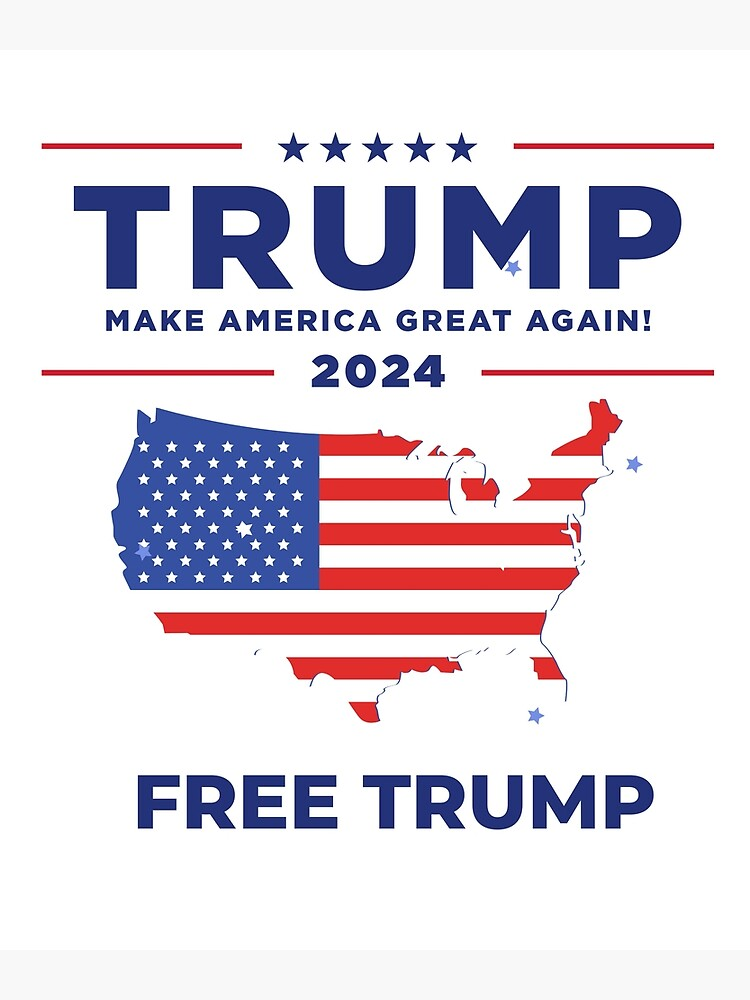 TRUMP
MAKE AMERICA GREAT AGAIN!
2024
FREE TRUMP